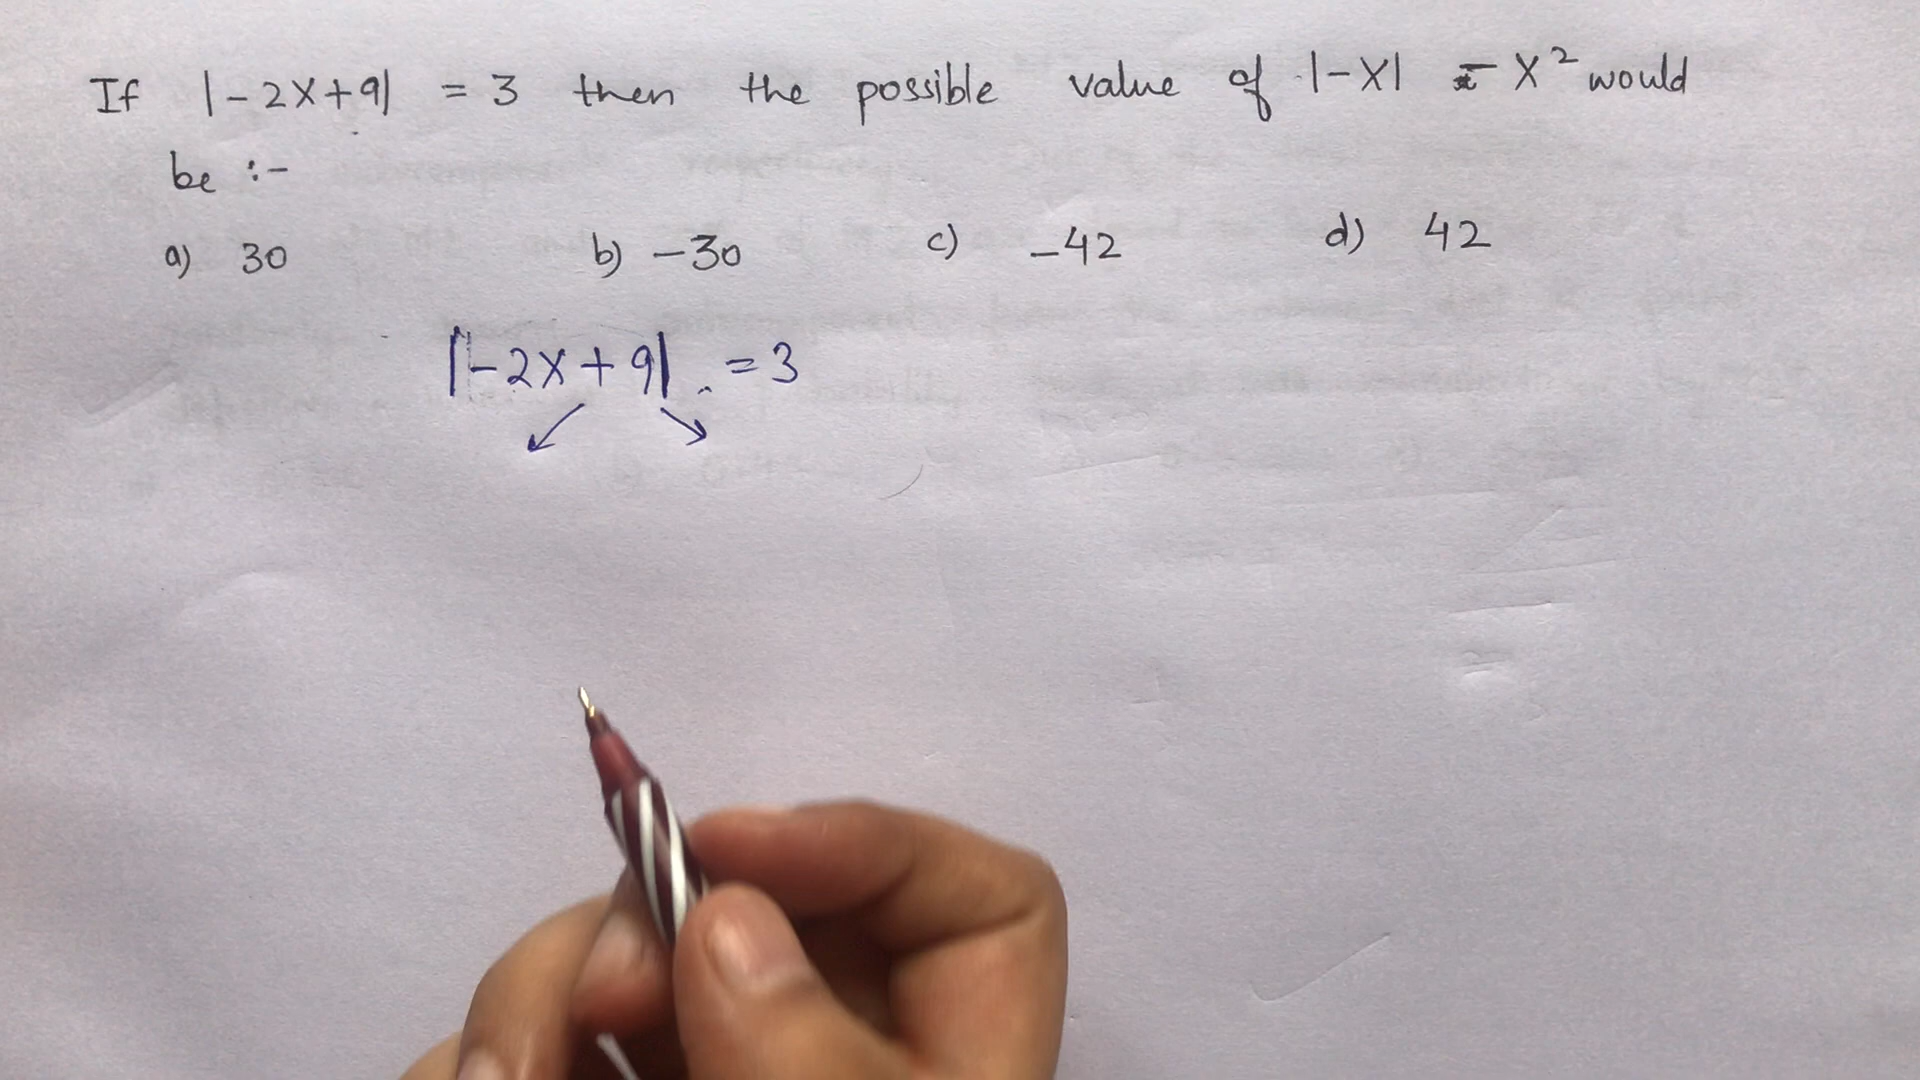 If |-2x+9| = 3 then the possible value of |-x| - x² would
be :-
a) 30 b) -30 c) -42 d) 42
|-2x+9| = 3